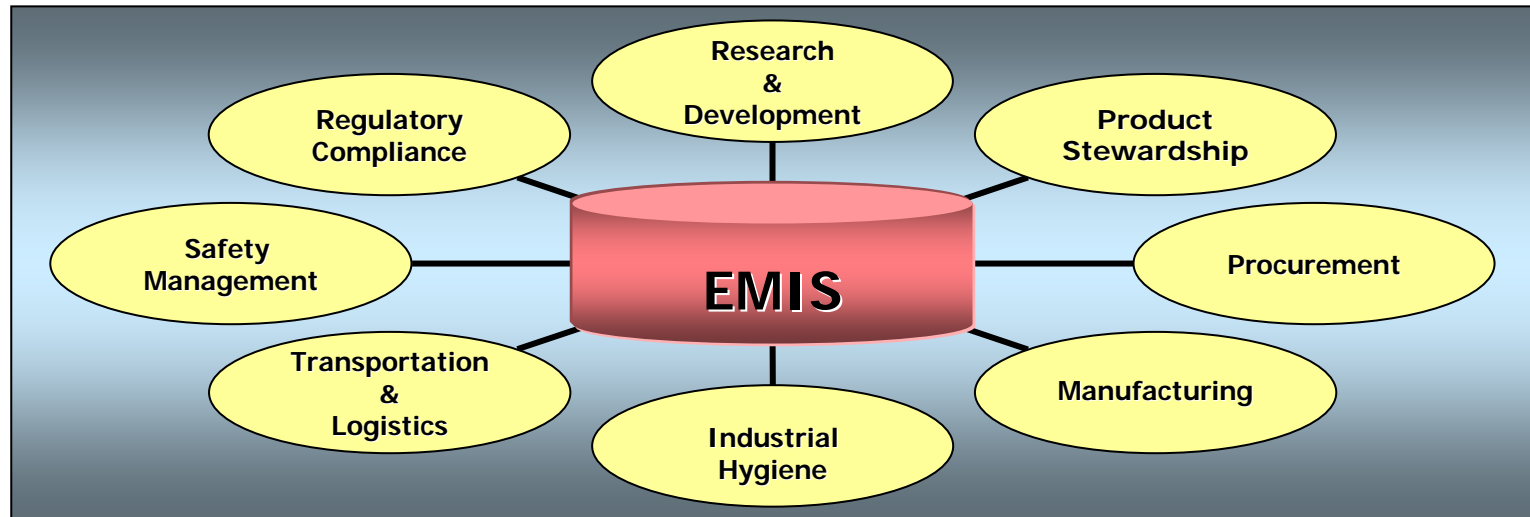 Research
&
Development
Regulatory
Compliance
Product
Stewardship
Safety
Management
EMIS
Procurement
Transportation
&
Logistics
Manufacturing
Industrial
Hygiene